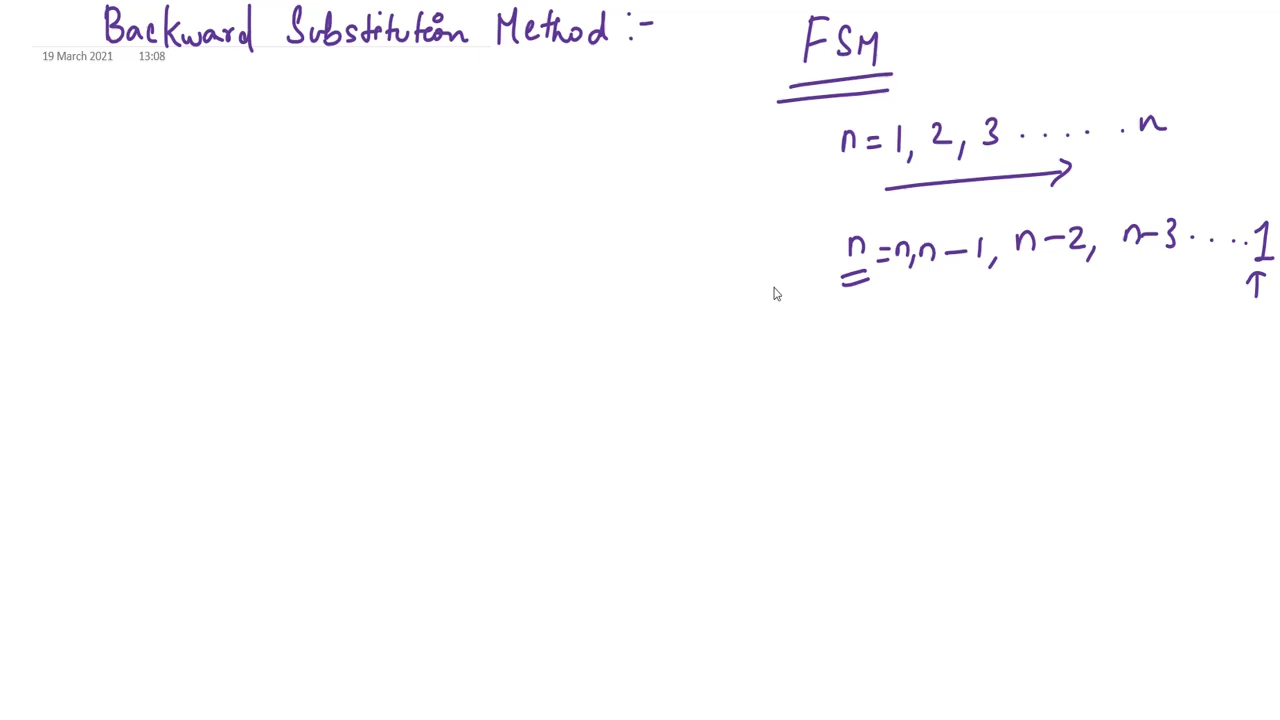 Backward Substitution Method :-
19 March 2021 13:08
FSM
n = 1, 2, 3 ...... n
n = n, n-1, n-2, n-3 .... 1
↑